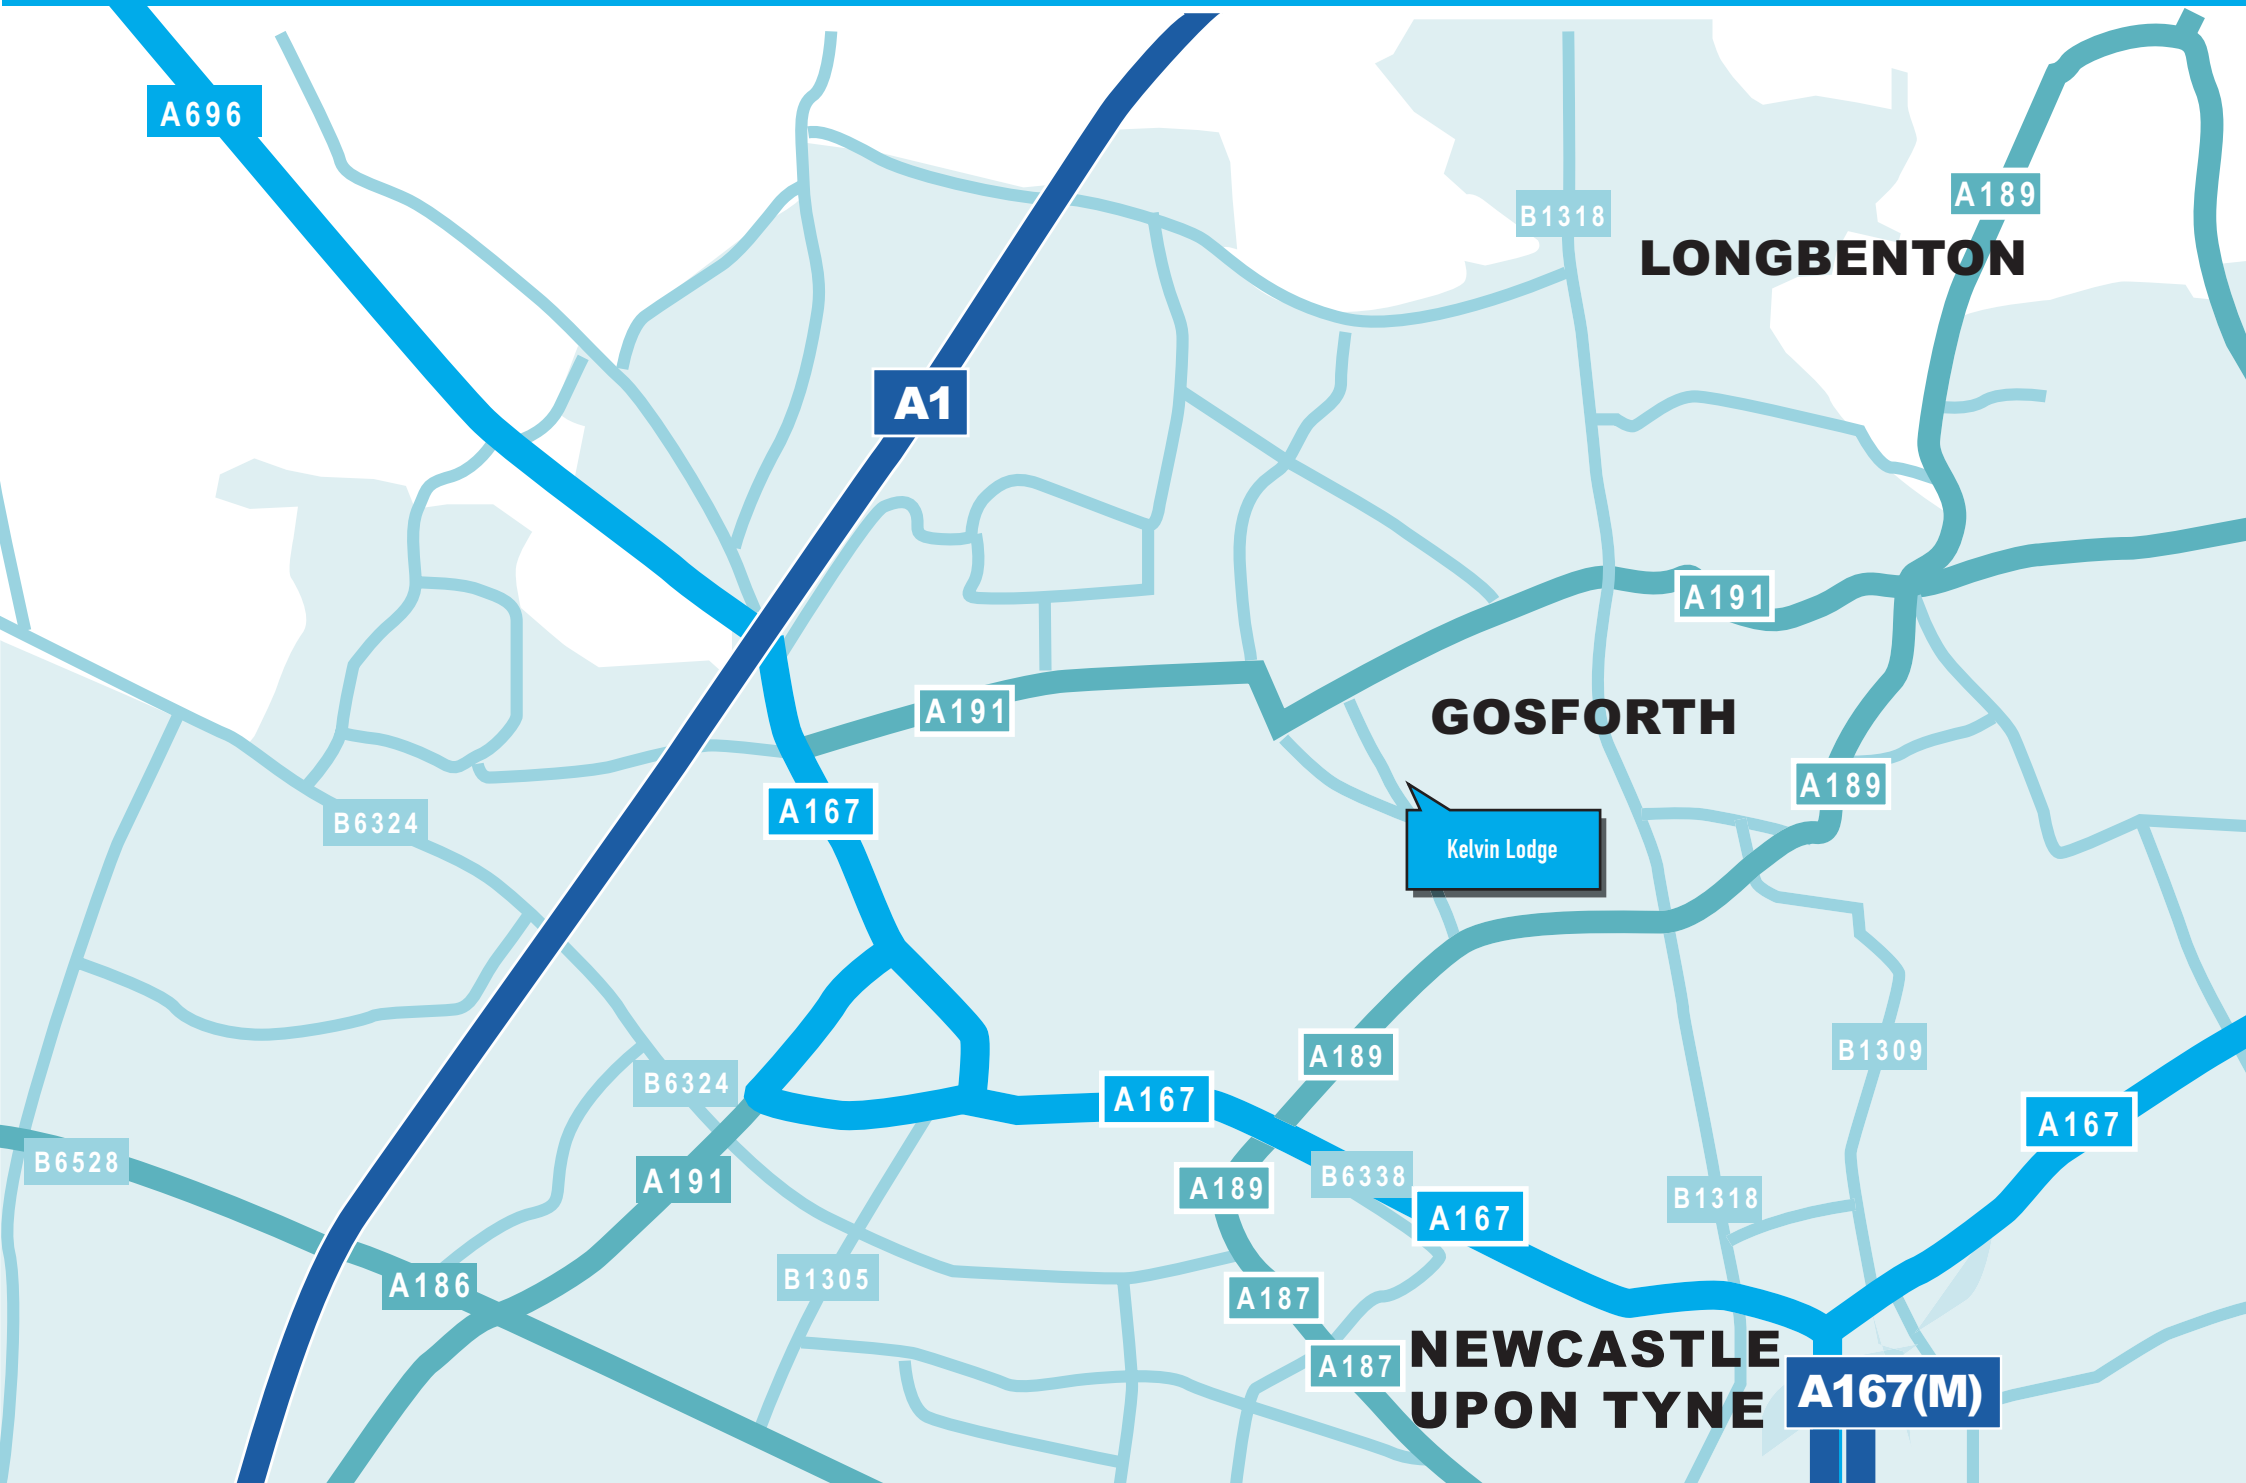 A696
A189
B1318
LONGBENTON
A1
A191
A191
GOSFORTH
A189
A167
B6324
Kelvin Lodge
A189
B1309
B6324
A167
A167
B6528
A191
A189
B6338
B1318
A167
A186
B1305
A187
NEWCASTLE
UPON TYNE
A187
A167(M)